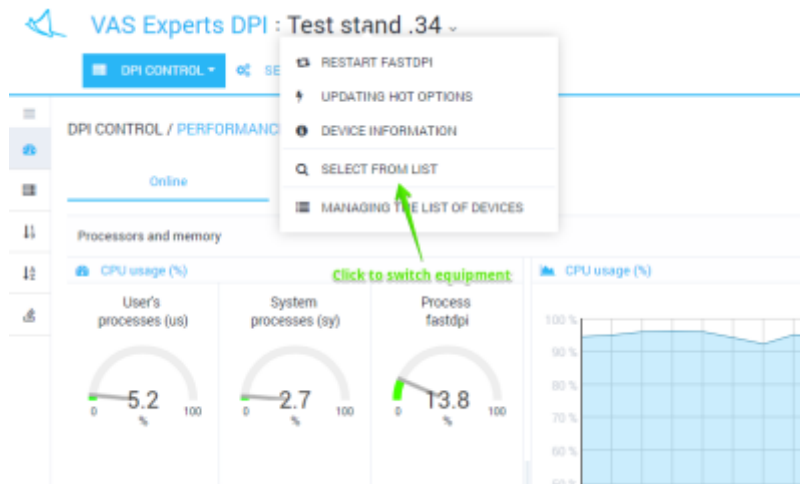 VAS Experts DPI : Test stand .34
DPI CONTROL
SE
RESTART FASTDPI
UPDATING HOT OPTIONS
DEVICE INFORMATION
SELECT FROM LIST
MANAGING THE LIST OF DEVICES
DPI CONTROL / PERFORMANC
Online
Processors and memory
Click to switch equipment
CPU usage (%)
CPU usage (%)
User's processes (us)
System processes (sy)
Process fastdpi
5.2
0
100
%
2.7
0
100
%
13.8
0
100
%
100 %
90 %
80 %
70 %
60 %